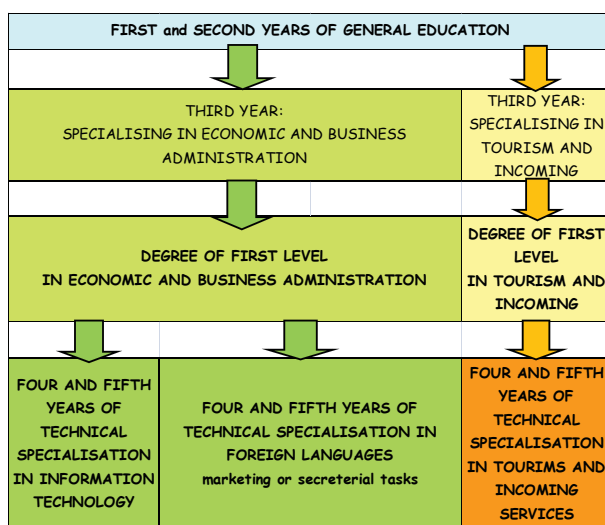 FIRST and SECOND YEARS OF GENERAL EDUCATION
THIRD YEAR:
SPECIALISING IN ECONOMIC AND BUSINESS
ADMINISTRATION
THIRD YEAR:
SPECIALISING IN
TOURISM AND
INCOMING
DEGREE OF FIRST LEVEL
IN ECONOMIC AND BUSINESS ADMINISTRATION
DEGREE OF FIRST
LEVEL
IN TOURISM AND
INCOMING
FOUR AND FIFTH
YEARS OF
TECHNICAL
SPECIALISATION
IN INFORMATION
TECHNOLOGY
FOUR AND FIFTH YEARS OF
TECHNICAL SPECIALISATION IN
FOREIGN LANGUAGES
marketing or secreterial tasks
FOUR AND FIFTH
YEARS OF
TECHNICAL
SPECIALISATION
IN TOURIMS AND
INCOMING
SERVICES